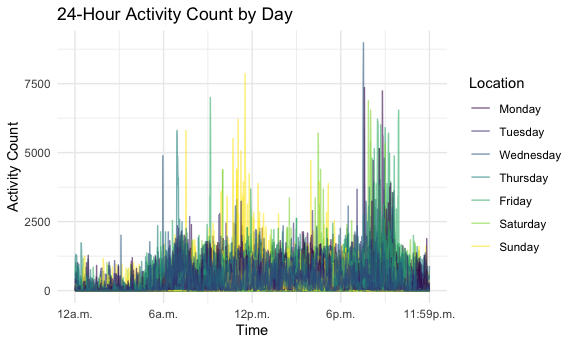 24-Hour Activity Count by Day
Activity Count
7500
5000
2500
0
12a.m.
6a.m.
12p.m.
6p.m.
11:59p.m.
Time
Location
Monday
Tuesday
Wednesday
Thursday
Friday
Saturday
Sunday